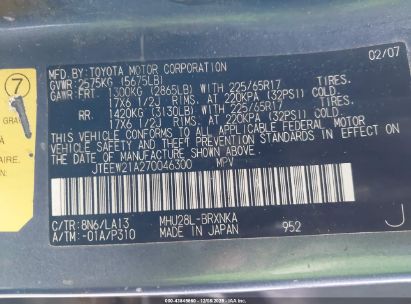 MFD. BY: TOYOTA MOTOR CORPORATION 02/07
GVWR:2575KG (5675LB)
GAWR:FRT. 1300KG (2865LB) WITH 225/65R17 TIRES.
17X6 1/2J RIMS. AT 220KPA (32PSI) COLD.
RR. 1420KG (3130LB) WITH 225/65R17 TIRES.
17X6 1/2J RIMS. AT 220KPA (32PSI) COLD.
THIS VEHICLE CONFORMS TO ALL APPLICABLE FEDERAL MOTOR
VEHICLE SAFETY STANDARDS IN EFFECT ON THE
DATE OF MANUFACTURE SHOWN ABOVE.
JTEEW21A270046300 MPV
C/TR: 8N6/LA13 MHU28L-BRXNKA
A/TM: -01A/P310 MADE IN JAPAN 952
7
GRA
AIRE.